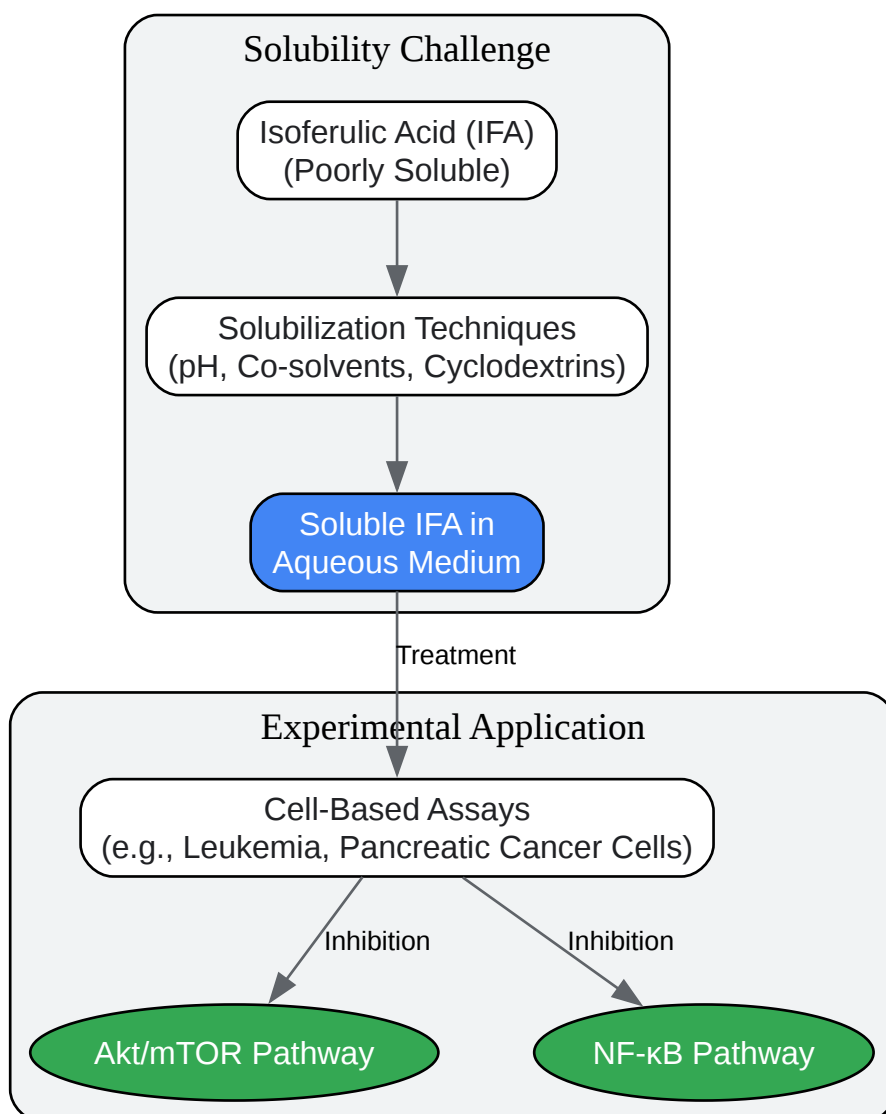 Solubility Challenge
Isoferulic Acid (IFA)
(Poorly Soluble)
Solubilization Techniques
(pH, Co-solvents, Cyclodextrins)
Soluble IFA in
Aqueous Medium
Treatment
Experimental Application
Cell-Based Assays
(e.g., Leukemia, Pancreatic Cancer Cells)
Inhibition
Inhibition
Akt/mTOR Pathway
NF-κB Pathway